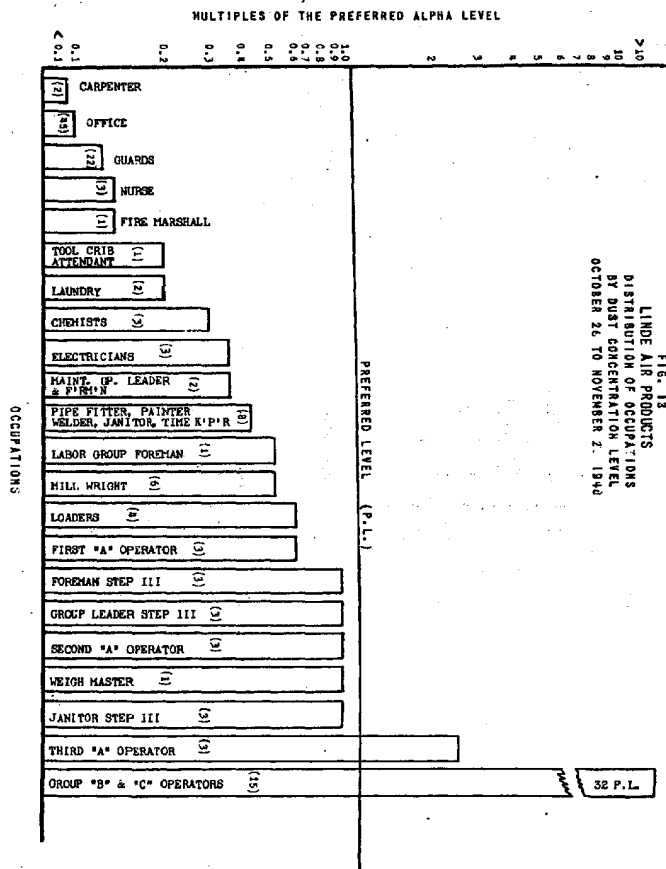 MULTIPLES OF THE PREFERRED ALPHA LEVEL
< 0.1
0.1
0.2
0.3
0.4
0.5
0.6
0.7
0.8
0.9
1.0
2
3
4
5
6
7
8
9
10
>10
FIG. 13
LINDE AIR PRODUCTS
DISTRIBUTION OF OCCUPATIONS
BY DUST CONCENTRATION LEVEL
OCTOBER 26 TO NOVEMBER 2, 1948
PREFERRED LEVEL (P.L.)
(2) CARPENTER
(45) OFFICE
(22) GUARDS
(3) NURSE
(1) FIRE MARSHALL
TOOL CRIB
ATTENDANT (1)
LAUNDRY (2)
CHEMISTS (3)
ELECTRICIANS (3)
MAINT. GP. LEADER
& F'RM'N (2)
PIPE FITTER, PAINTER
WELDER, JANITOR, TIME K'P'R (8)
LABOR GROUP FOREMAN (1)
MILL WRIGHT (6)
LOADERS
FIRST "A" OPERATOR (3)
FOREMAN STEP III (3)
GROUP LEADER STEP III (3)
SECOND "A" OPERATOR (3)
WEIGH MASTER (1)
JANITOR STEP III (3)
THIRD "A" OPERATOR (3)
GROUP "B" & "C" OPERATORS (15)
32 P.L.
OCCUPATIONS